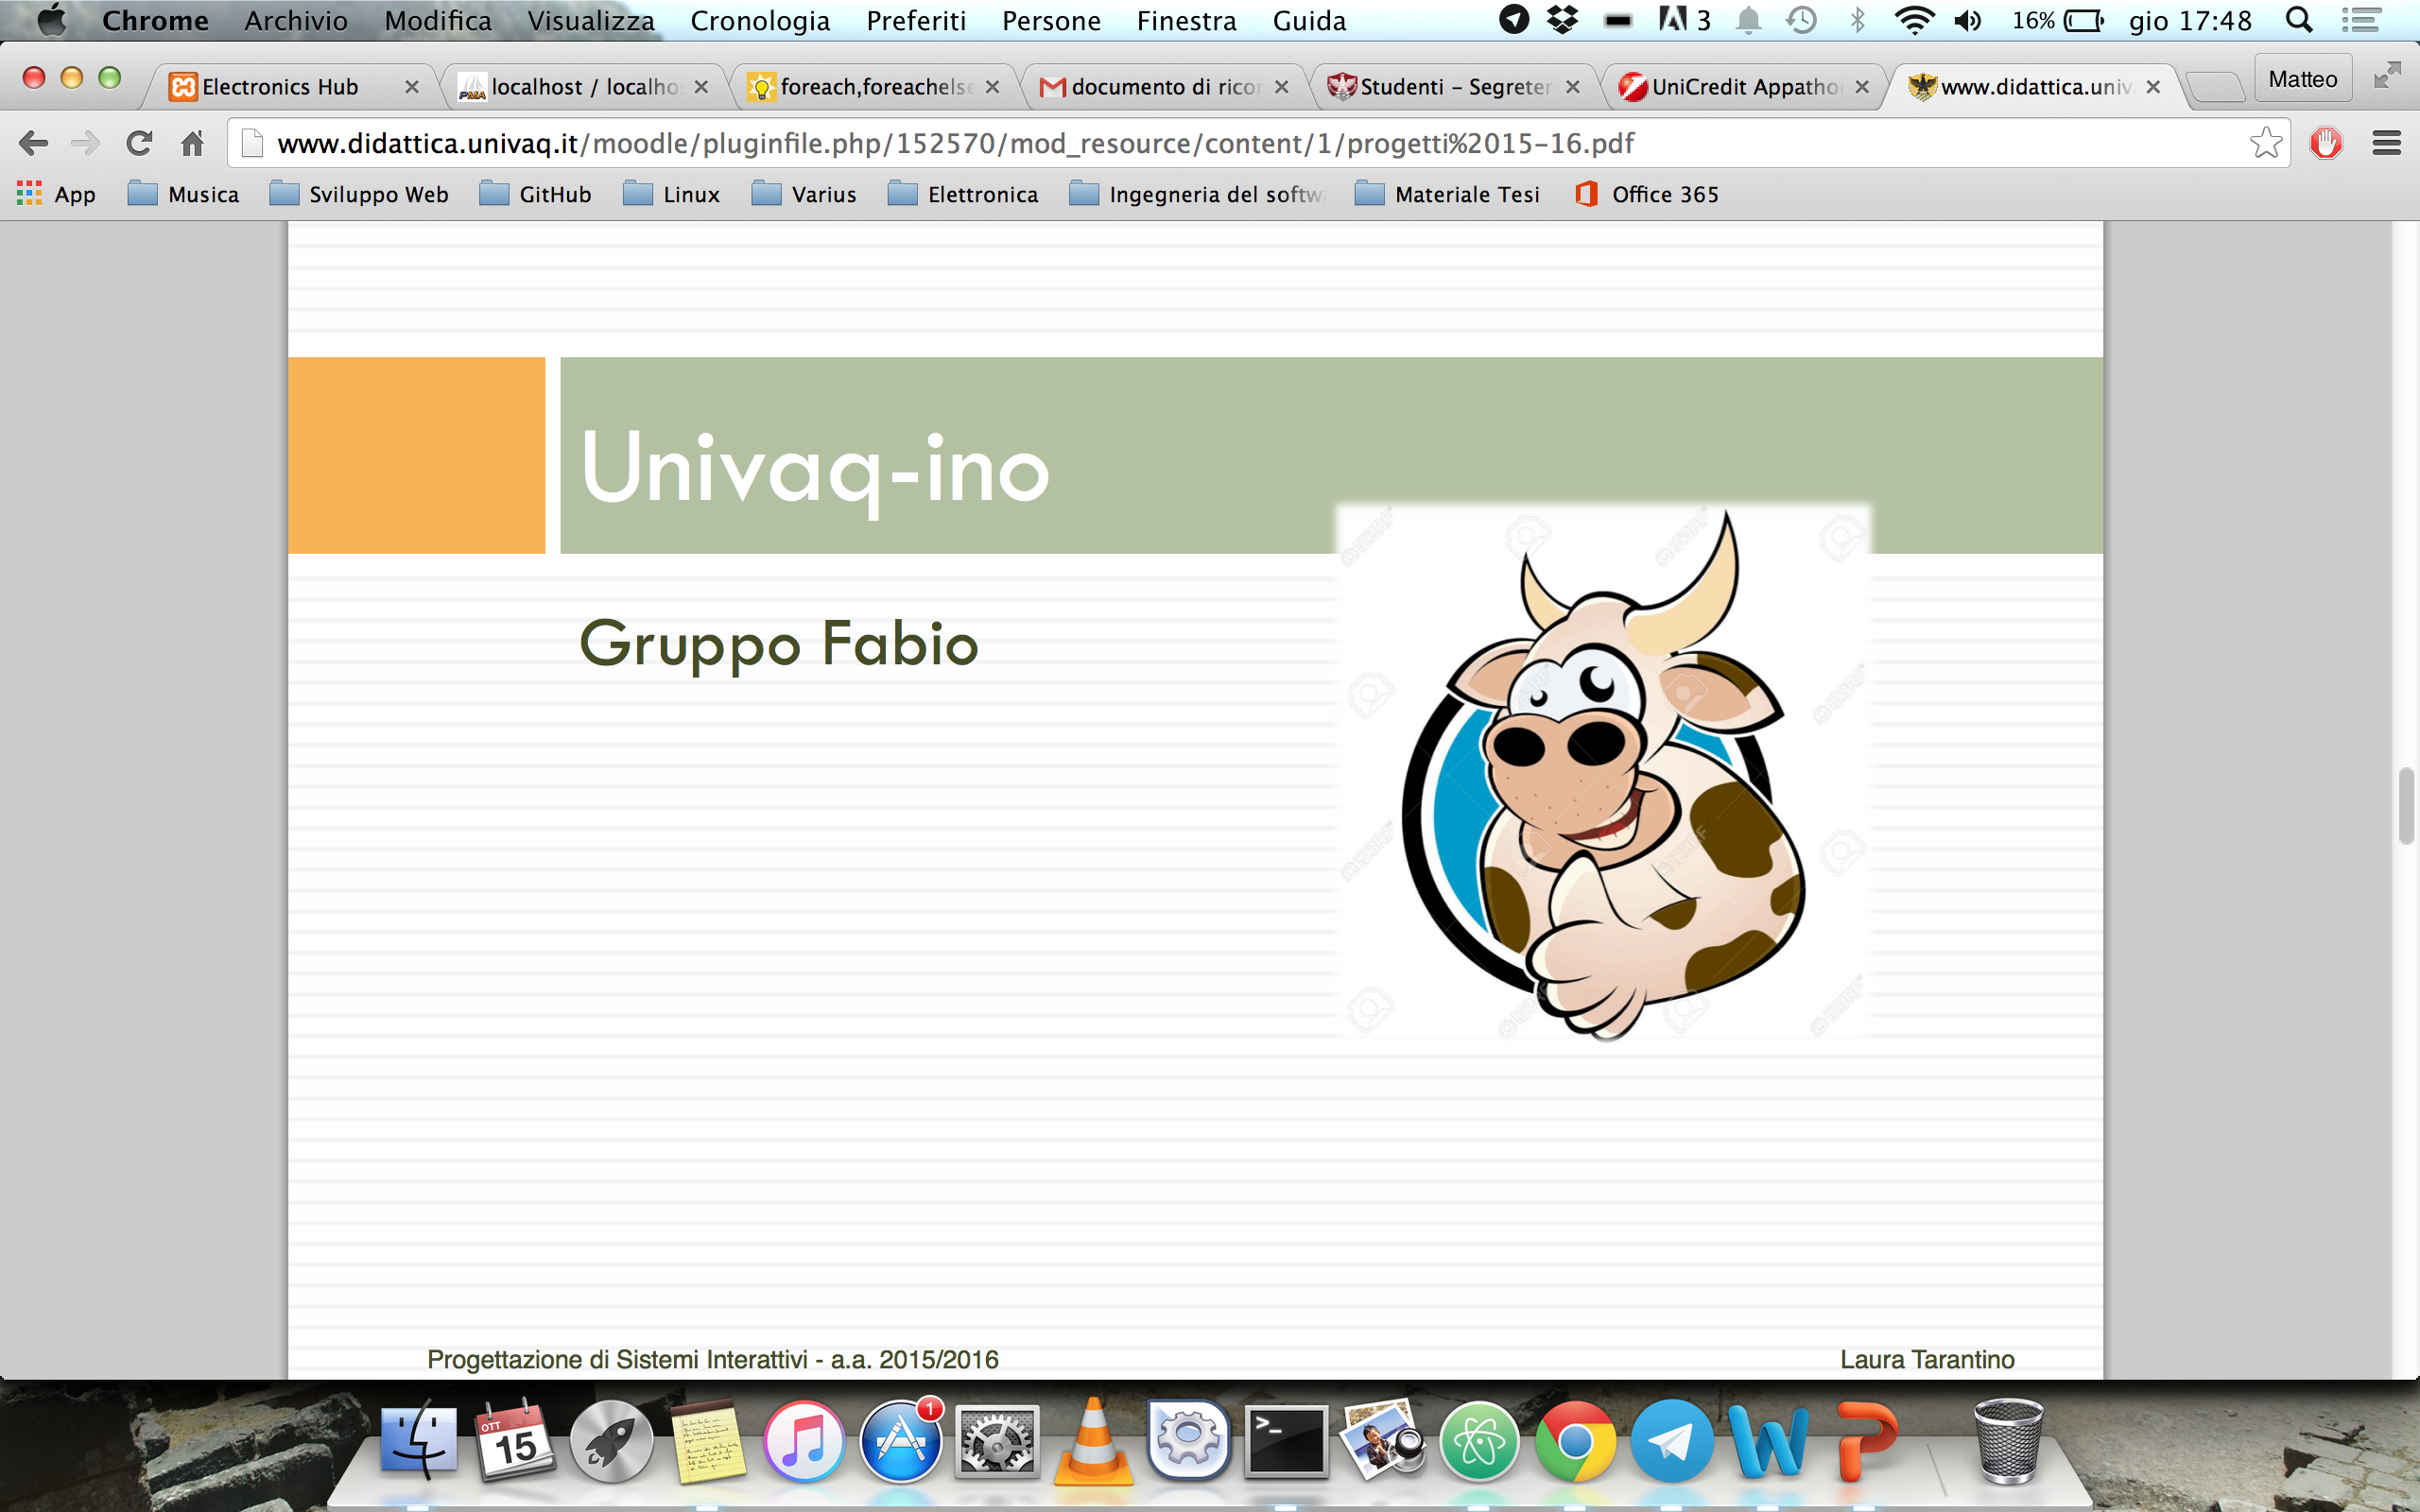 Chrome Archivio Modifica Visualizza Cronologia Preferiti Persone Finestra Guida 3 16% gio 17:48
Electronics Hub localhost / localho foreach,foreachelse documento di ricor Studenti – Segreter UniCredit Appatho www.didattica.univ Matteo
www.didattica.univaq.it/moodle/pluginfile.php/152570/mod_resource/content/1/progetti%2015-16.pdf
App Musica Sviluppo Web GitHub Linux Varius Elettronica Ingegneria del softw Materiale Tesi Office 365
Univaq-ino
Gruppo Fabio
Progettazione di Sistemi Interattivi - a.a. 2015/2016 Laura Tarantino
OTT
15
1